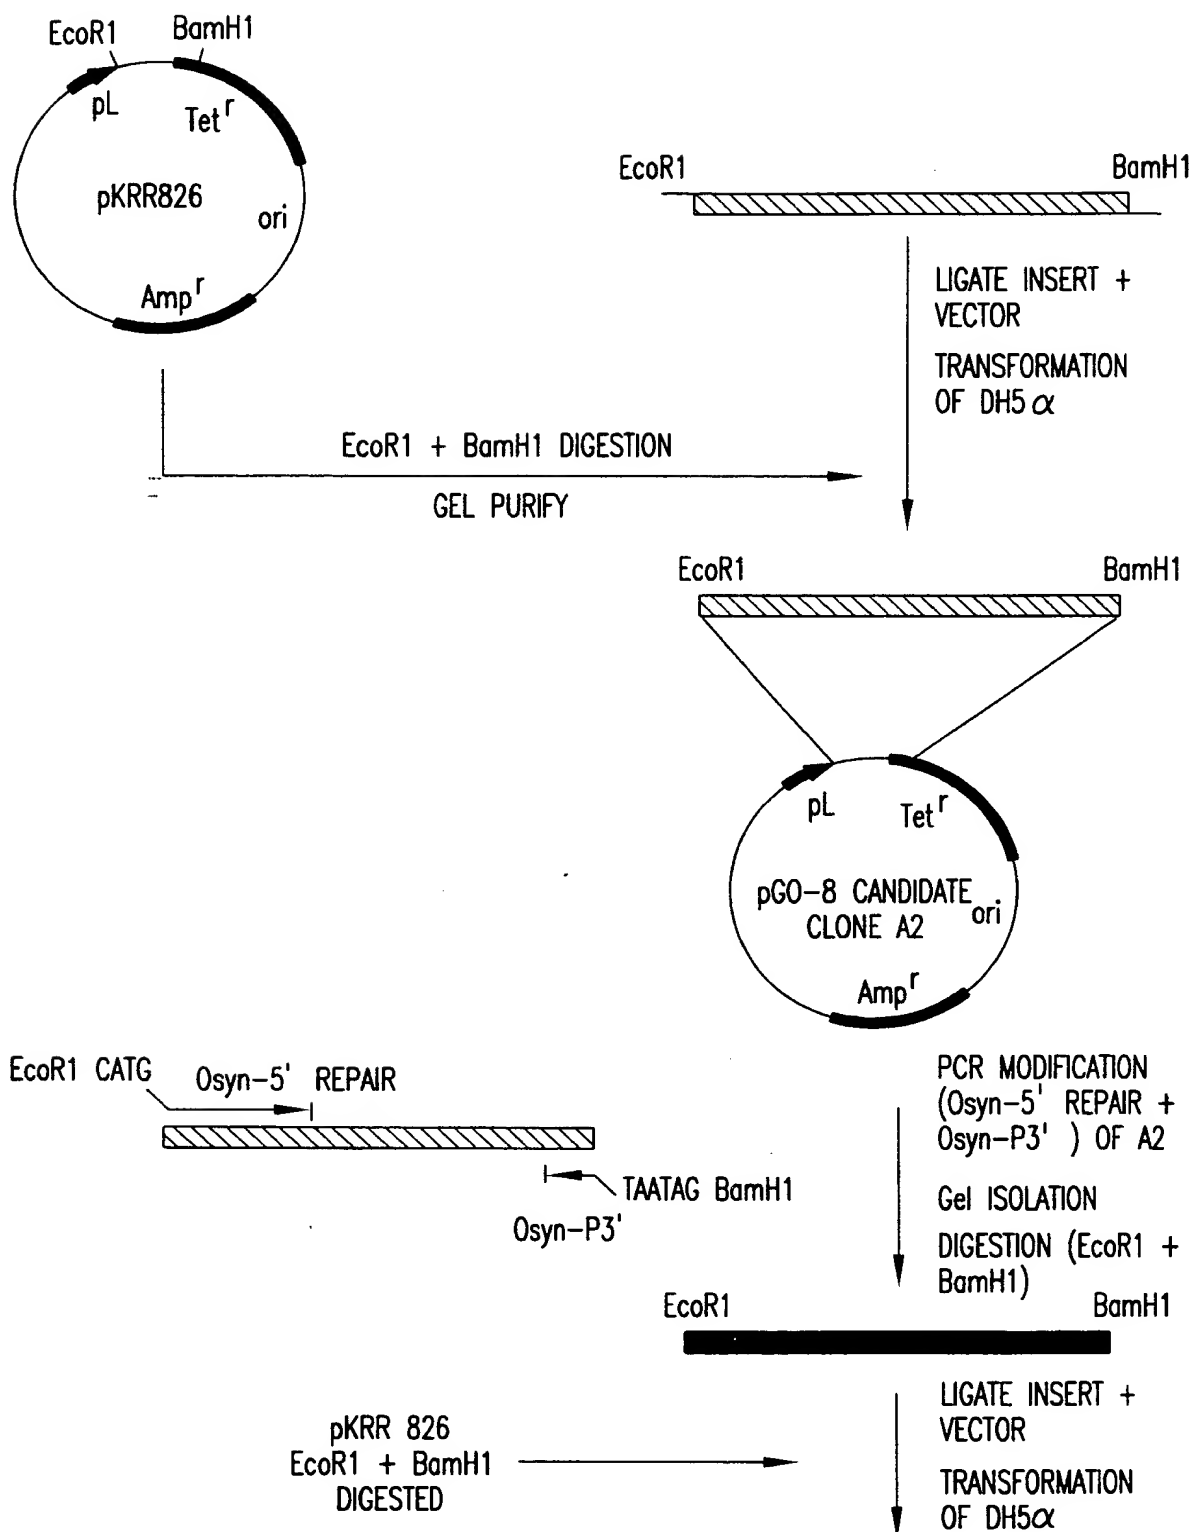 EcoR1
BamH1
pL
Tet^r
pKRR826
ori
Amp^r
EcoR1
BamH1
LIGATE INSERT +
VECTOR
TRANSFORMATION
OF DH5α
EcoR1 + BamH1 DIGESTION
GEL PURIFY
EcoR1
BamH1
pL
Tet^r
pGO-8 CANDIDATE
CLONE A2
ori
Amp^r
EcoR1 CATG
Osyn-5' REPAIR
TAATAG BamH1
Osyn-P3'
PCR MODIFICATION
(Osyn-5' REPAIR +
Osyn-P3' ) OF A2
Gel ISOLATION
DIGESTION (EcoR1 +
BamH1)
EcoR1
BamH1
pKRR 826
EcoR1 + BamH1
DIGESTED
LIGATE INSERT +
VECTOR
TRANSFORMATION
OF DH5α